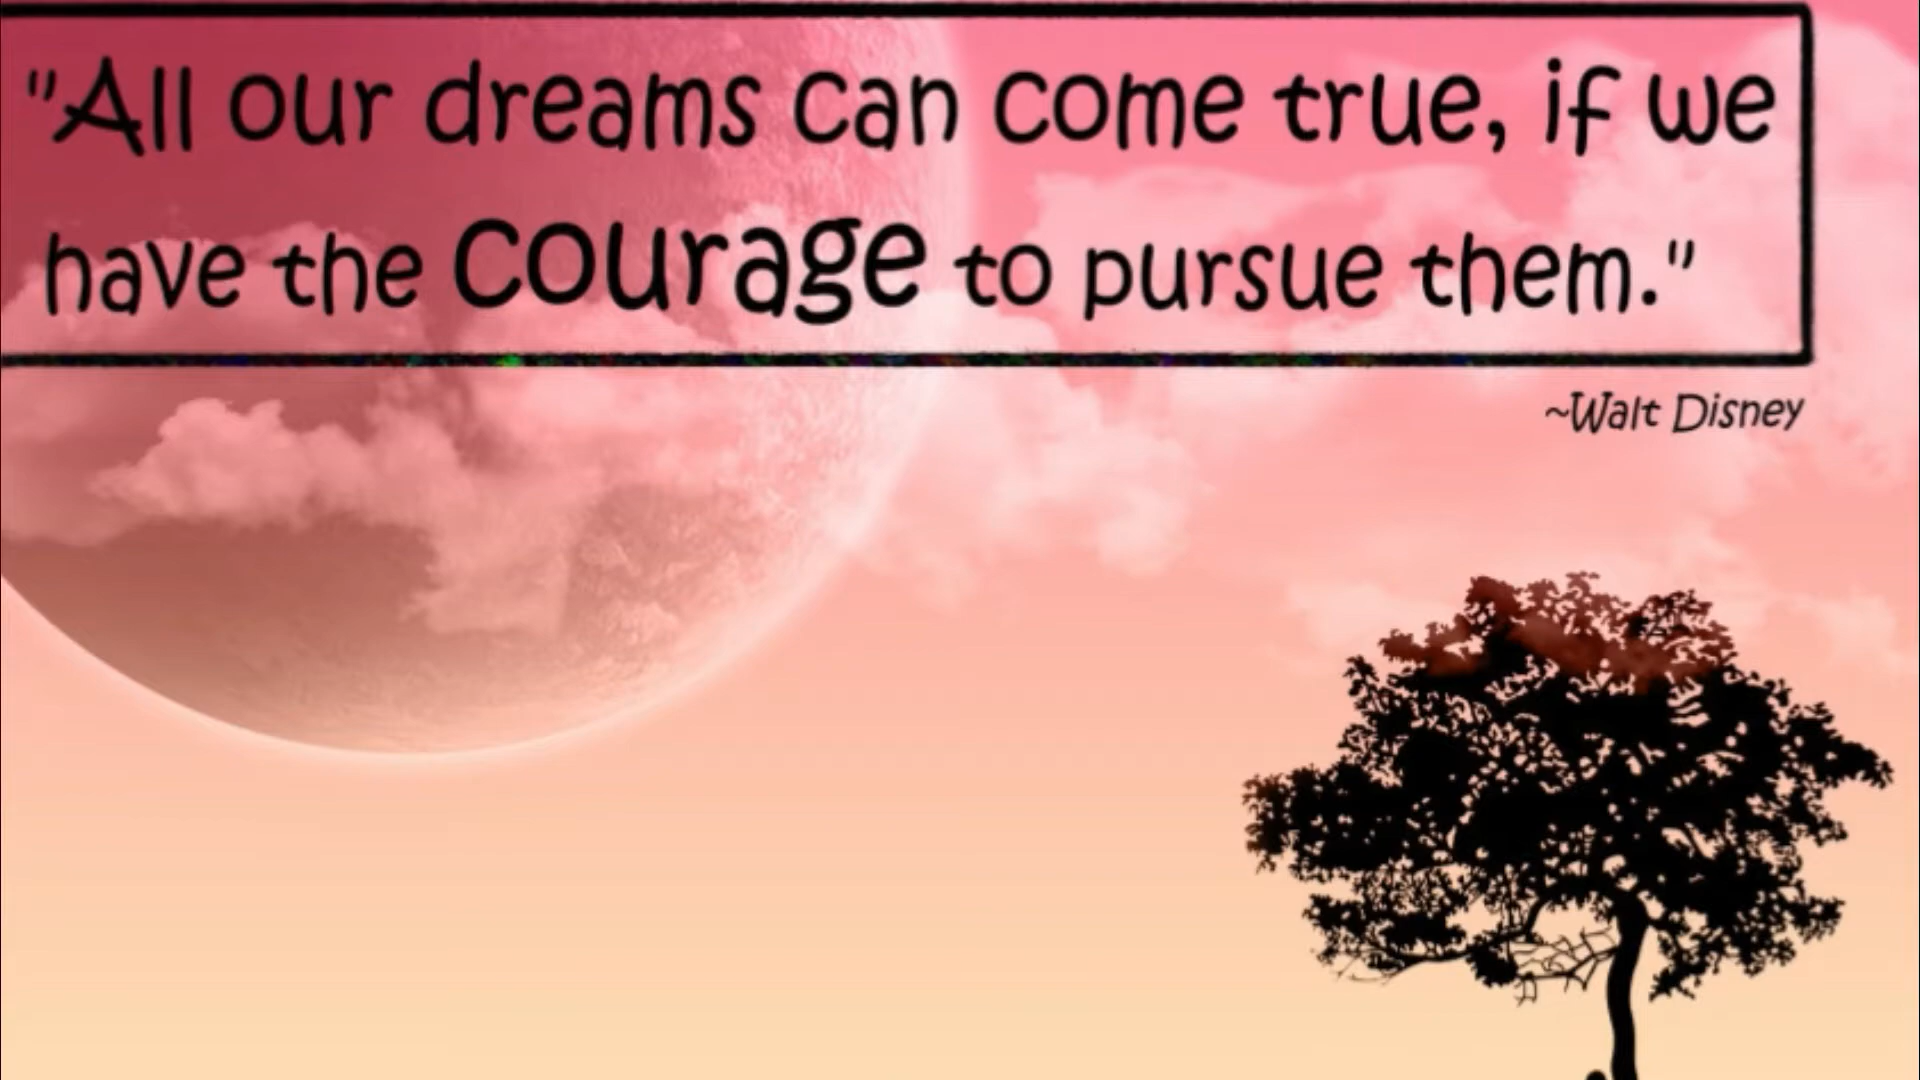 "All our dreams can come true, if we
have the courage to pursue them."
~Walt Disney